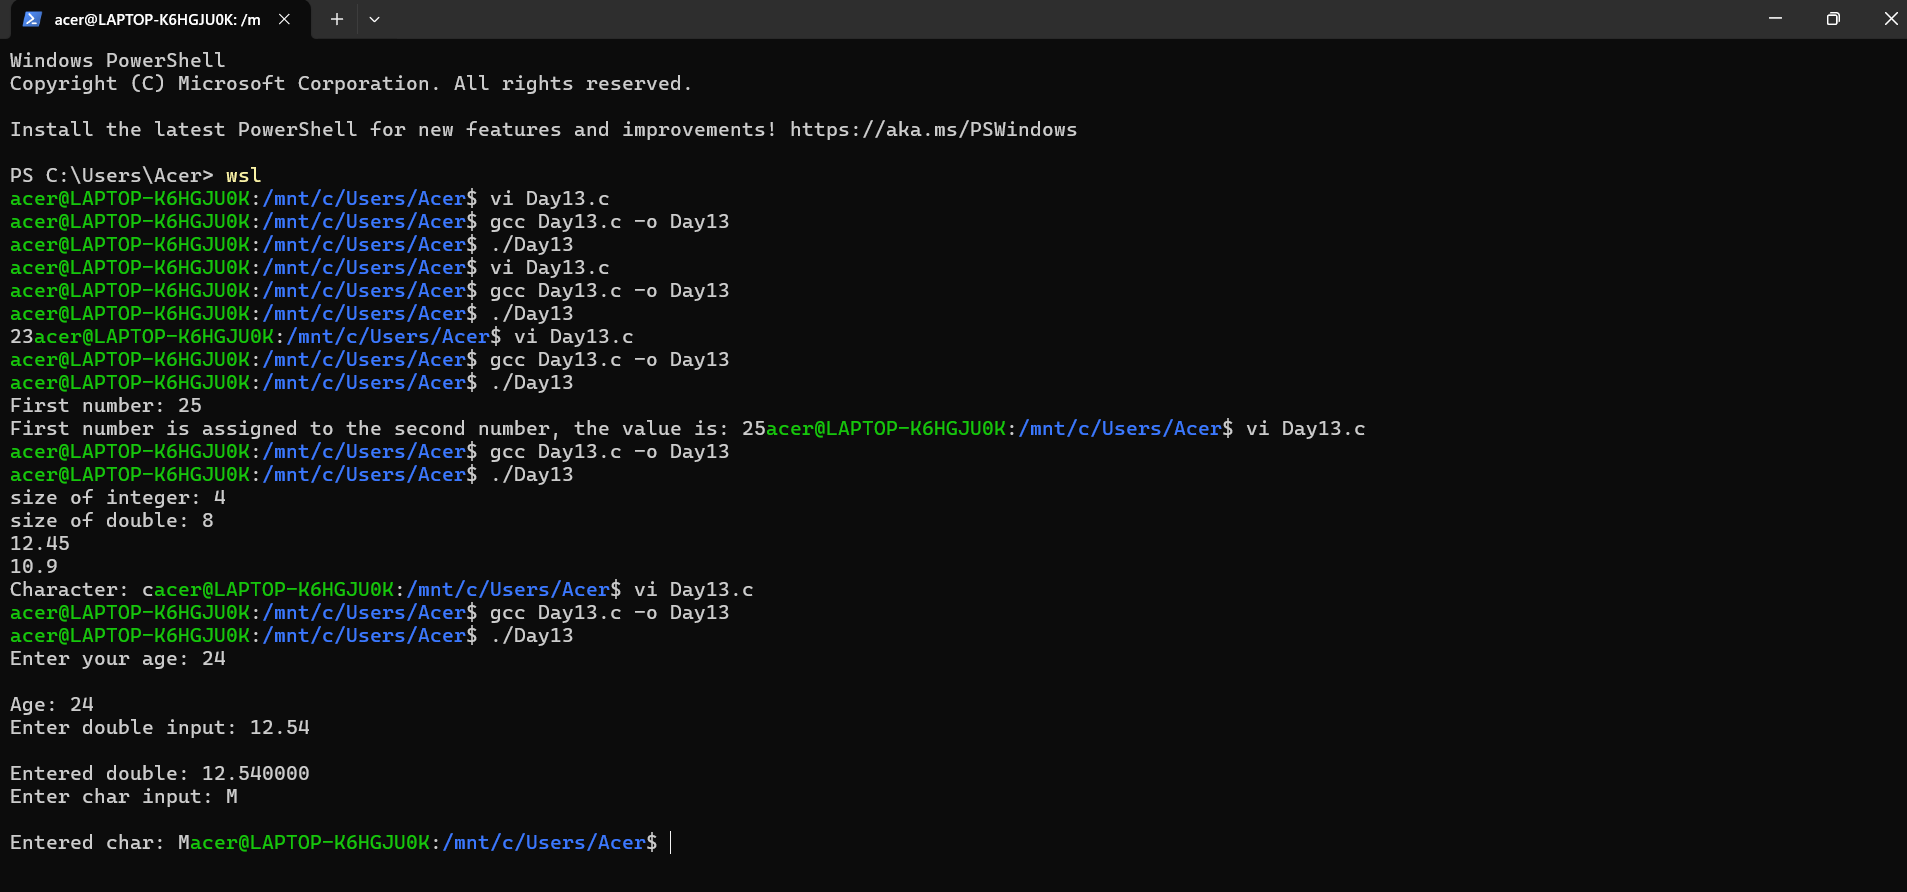 acer@LAPTOP-K6HGJU0K: /m
Windows PowerShell
Copyright (C) Microsoft Corporation. All rights reserved.
Install the latest PowerShell for new features and improvements! https://aka.ms/PSWindows
PS C:\Users\Acer> wsl
acer@LAPTOP-K6HGJU0K:/mnt/c/Users/Acer$ vi Day13.c
acer@LAPTOP-K6HGJU0K:/mnt/c/Users/Acer$ gcc Day13.c -o Day13
acer@LAPTOP-K6HGJU0K:/mnt/c/Users/Acer$ ./Day13
acer@LAPTOP-K6HGJU0K:/mnt/c/Users/Acer$ vi Day13.c
acer@LAPTOP-K6HGJU0K:/mnt/c/Users/Acer$ gcc Day13.c -o Day13
acer@LAPTOP-K6HGJU0K:/mnt/c/Users/Acer$ ./Day13
23acer@LAPTOP-K6HGJU0K:/mnt/c/Users/Acer$ vi Day13.c
acer@LAPTOP-K6HGJU0K:/mnt/c/Users/Acer$ gcc Day13.c -o Day13
acer@LAPTOP-K6HGJU0K:/mnt/c/Users/Acer$ ./Day13
First number: 25
First number is assigned to the second number, the value is: 25acer@LAPTOP-K6HGJU0K:/mnt/c/Users/Acer$ vi Day13.c
acer@LAPTOP-K6HGJU0K:/mnt/c/Users/Acer$ gcc Day13.c -o Day13
acer@LAPTOP-K6HGJU0K:/mnt/c/Users/Acer$ ./Day13
size of integer: 4
size of double: 8
12.45
10.9
Character: cacer@LAPTOP-K6HGJU0K:/mnt/c/Users/Acer$ vi Day13.c
acer@LAPTOP-K6HGJU0K:/mnt/c/Users/Acer$ gcc Day13.c -o Day13
acer@LAPTOP-K6HGJU0K:/mnt/c/Users/Acer$ ./Day13
Enter your age: 24
Age: 24
Enter double input: 12.54
Entered double: 12.540000
Enter char input: M
Entered char: Macer@LAPTOP-K6HGJU0K:/mnt/c/Users/Acer$